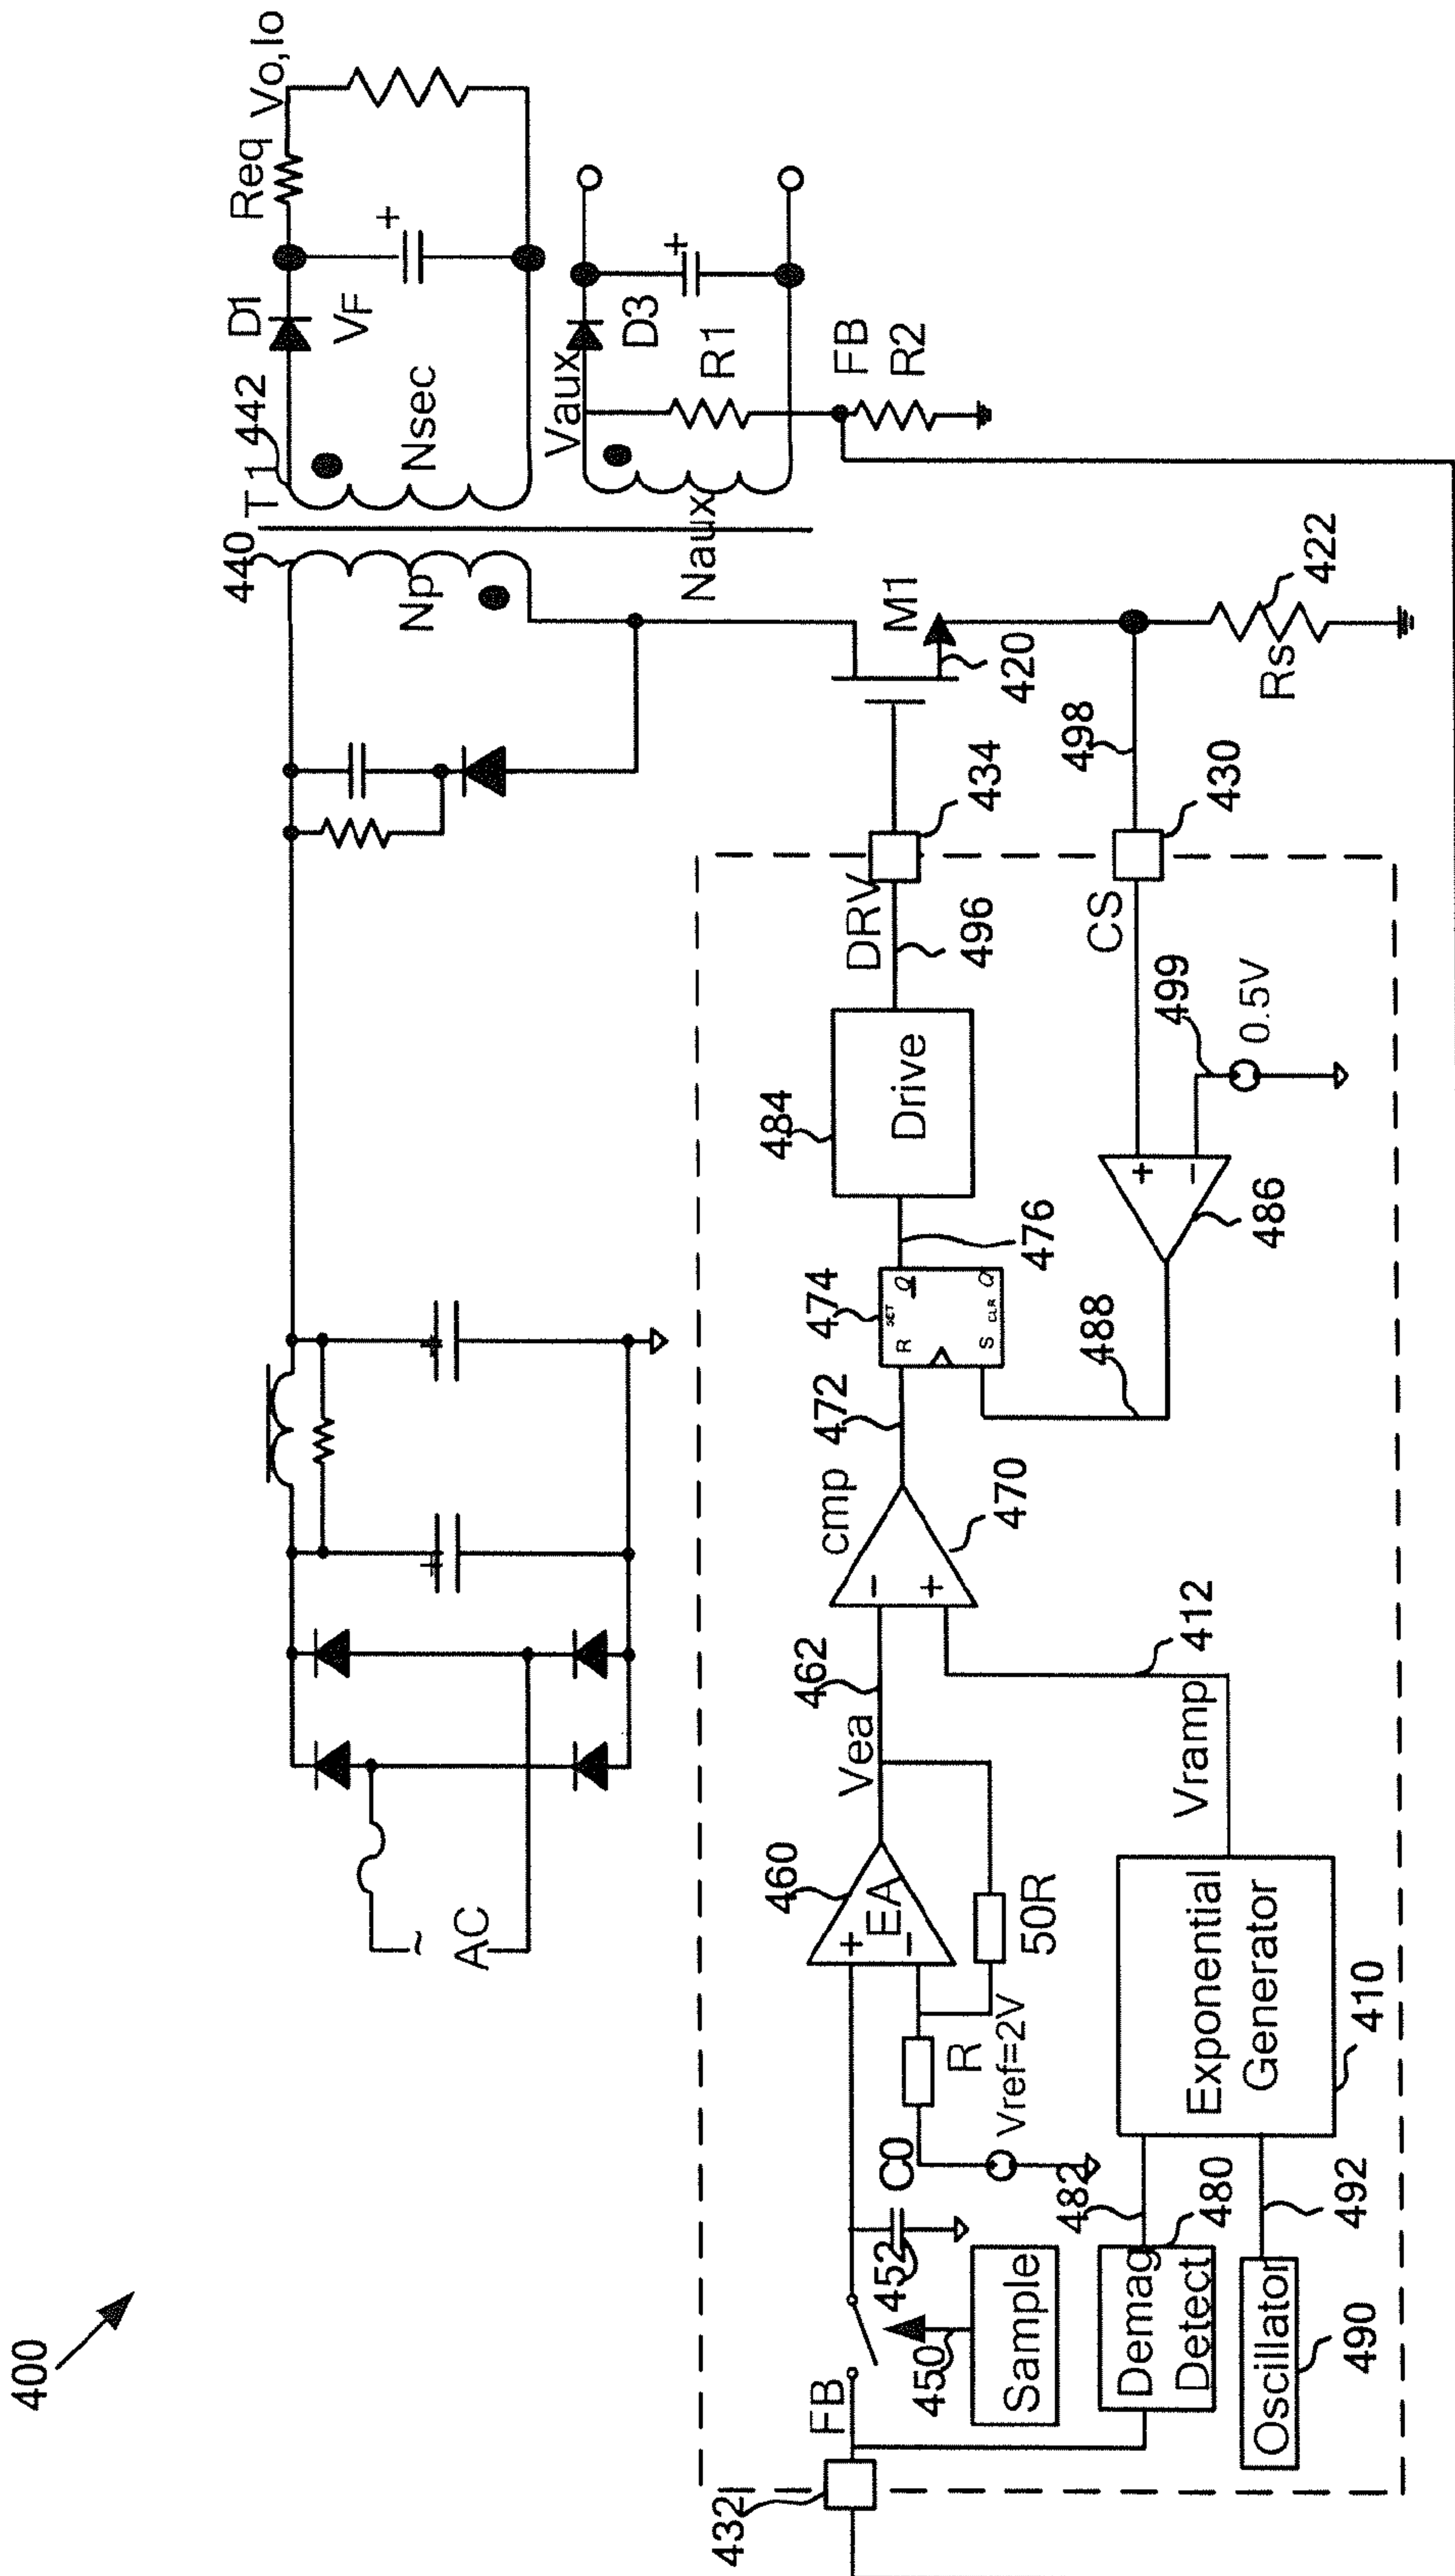 400
T1
442
D1
Req
Vo,Io
VF
+
440
Np
Nsec
Vaux
D3
+
R1
FB
R2
Naux
~
AC
+
+
M1
420
422
Rs
498
430
434
DRV
496
CS
499
0.5V
484
Drive
476
474
R
SET
Q
S
CLR
Q
472
488
+
−
486
cmp
−
+
470
462
Vea
412
Vramp
460
+
−
EA
50R
R
Vref=2V
C0
452
450
Sample
FB
432
482
480
Demag
Detect
Exponential
Generator
410
492
Oscillator
490